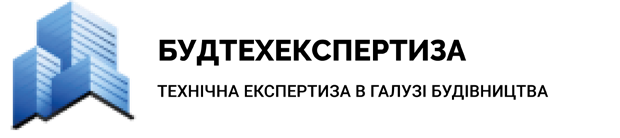 БУДТЕХЕКСПЕРТИЗА
ТЕХНІЧНА ЕКСПЕРТИЗА В ГАЛУЗІ БУДІВНИЦТВА